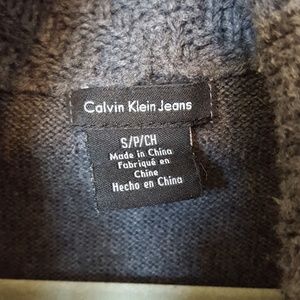 Calvin Klein Jeans
S/P/CH
Made in China
Fabriqué en
Chine
Hecho en China